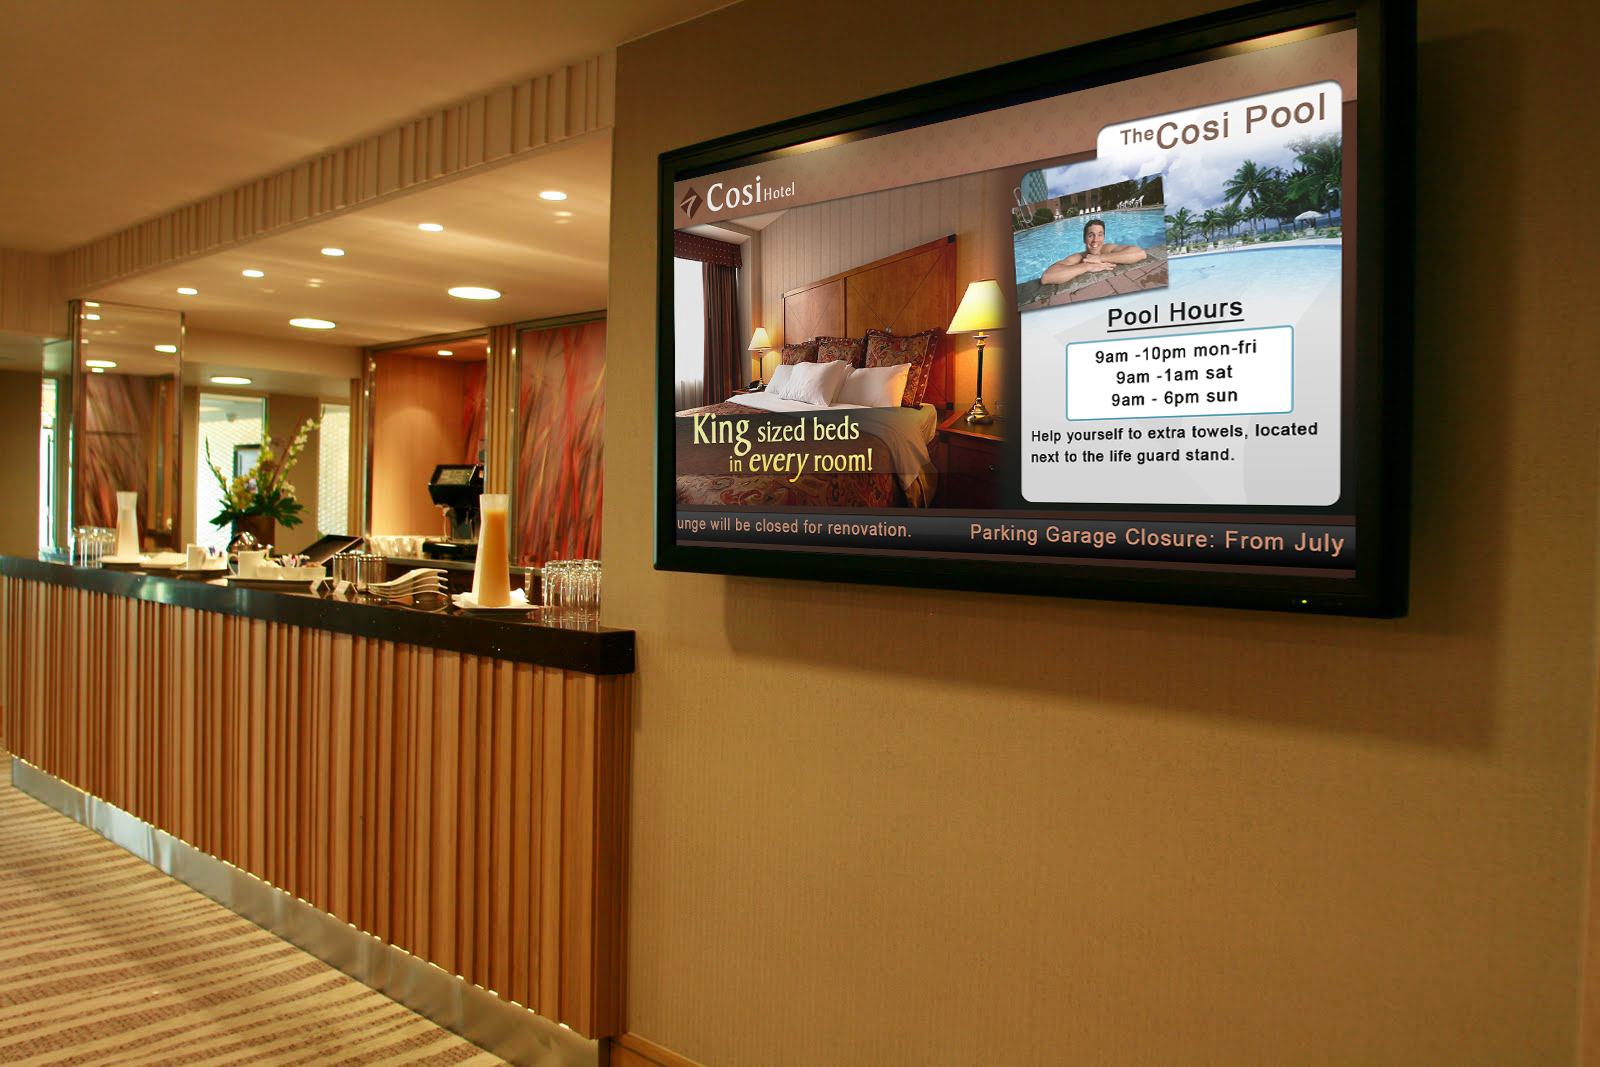 Cosi Hotel
King sized beds
in every room!
The Cosi Pool
Pool Hours
9am -10pm mon-fri
9am -1am sat
9am - 6pm sun
Help yourself to extra towels, located
next to the life guard stand.
unge will be closed for renovation. Parking Garage Closure: From July